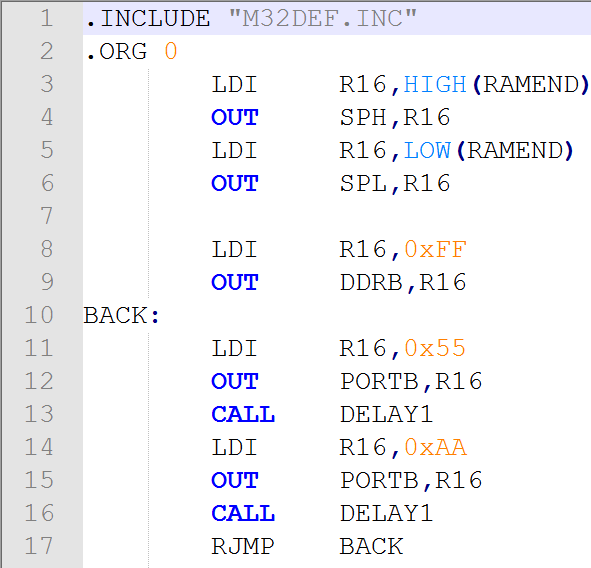 1 .INCLUDE "M32DEF.INC"
2 .ORG 0
3 LDI R16,HIGH(RAMEND)
4 OUT SPH,R16
5 LDI R16,LOW(RAMEND)
6 OUT SPL,R16
7
8 LDI R16,0xFF
9 OUT DDRB,R16
10 BACK:
11 LDI R16,0x55
12 OUT PORTB,R16
13 CALL DELAY1
14 LDI R16,0xAA
15 OUT PORTB,R16
16 CALL DELAY1
17 RJMP BACK